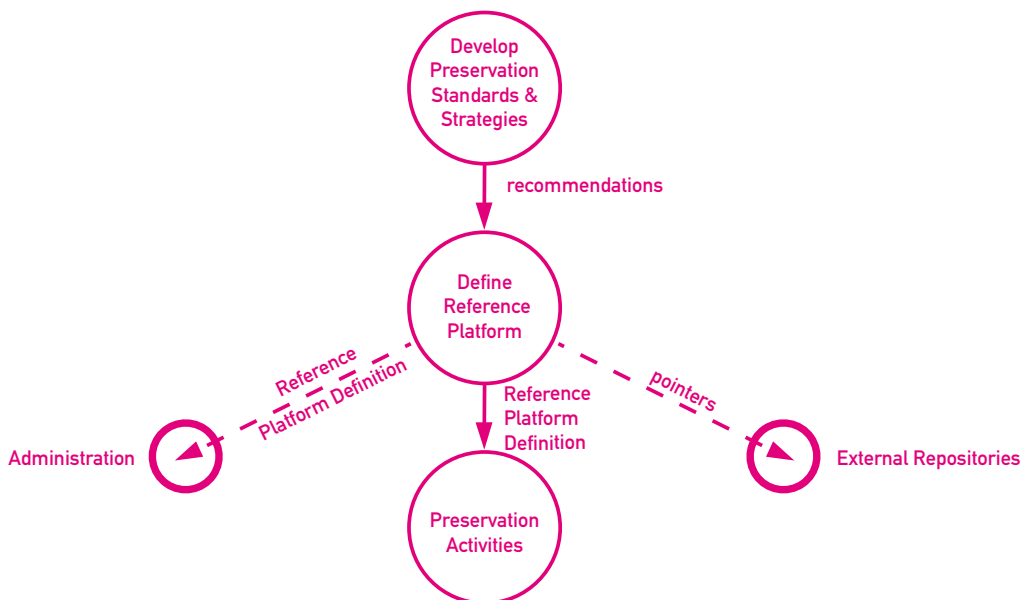 Develop
Preservation
Standards &
Strategies
recommendations
Define
Reference
Platform
Reference
Platform Definition
pointers
Reference
Platform
Definition
Administration
External Repositories
Preservation
Activities